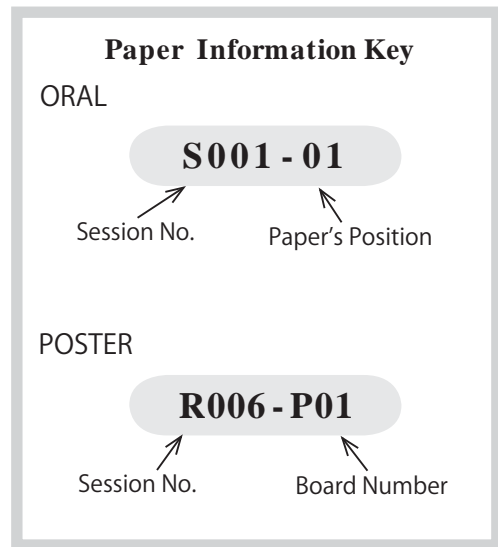 Paper Information Key
ORAL
S001 - 01
Session No. Paper's Position
POSTER
R006 - P01
Session No. Board Number